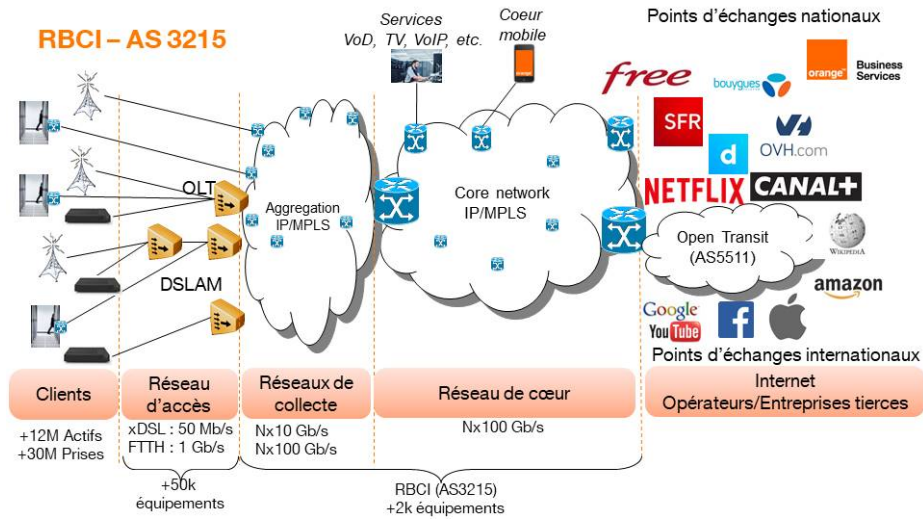 RBCI – AS 3215
Services
VoD, TV, VoIP, etc.
Coeur
mobile
Points d'échanges nationaux
free
bouygues
orange
Business
Services
SFR
d
OVH.com
NETFLIX
CANAL+
OLT
Aggregation
IP/MPLS
Core network
IP/MPLS
Open Transit
(AS5511)
WIKIPEDIA
DSLAM
amazon
Google
YouTube
f
Points d'échanges internationaux
Clients
Réseau
d'accès
Réseaux de
collecte
Réseau de cœur
Internet
Opérateurs/Entreprises tierces
+12M Actifs
+30M Prises
xDSL : 50 Mb/s
FTTH : 1 Gb/s
Nx10 Gb/s
Nx100 Gb/s
Nx100 Gb/s
+50k
équipements
RBCI (AS3215)
+2k équipements